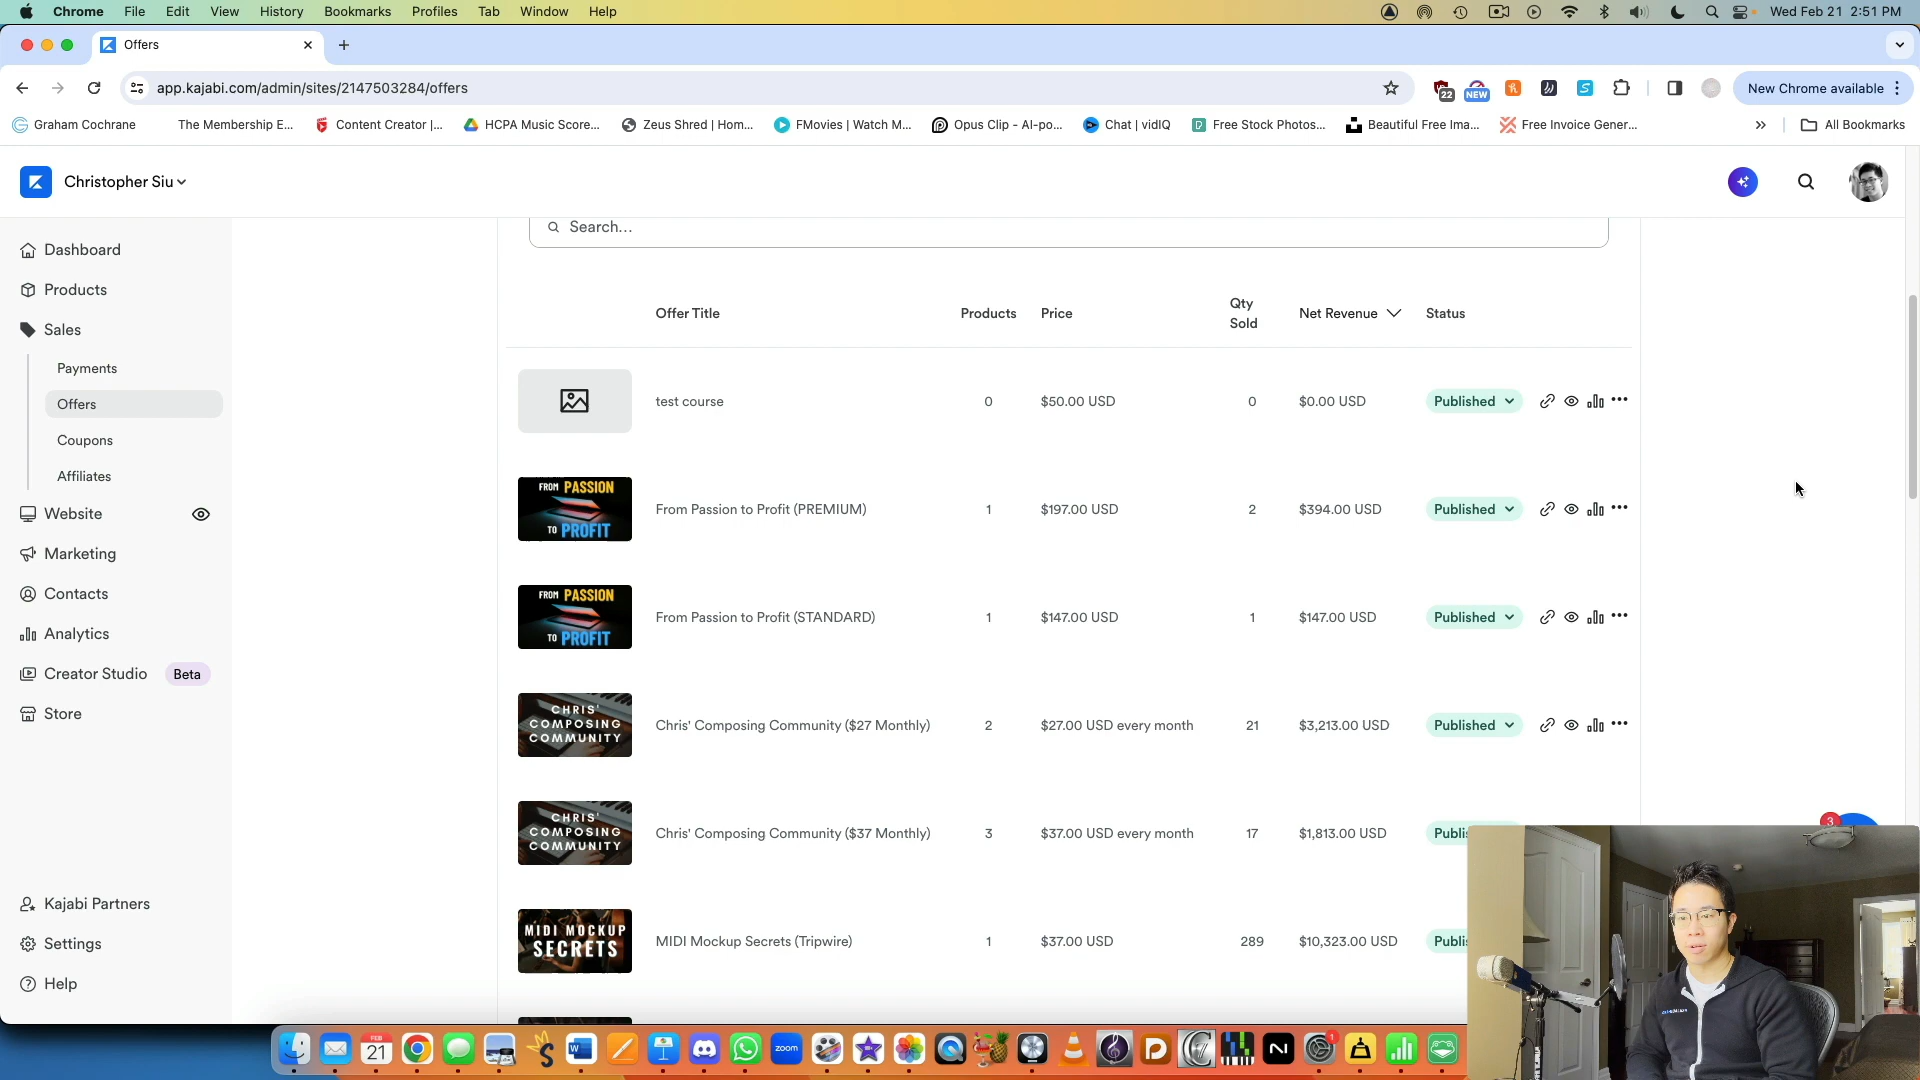 Chrome File Edit View History Bookmarks Profiles Tab Window Help Wed Feb 21 2:51 PM
Offers
app.kajabi.com/admin/sites/2147503284/offers 22 NEW New Chrome available
Graham Cochrane The Membership E... Content Creator |... HCPA Music Score... Zeus Shred | Hom... FMovies | Watch M... Opus Clip - AI-po... Chat | vidIQ Free Stock Photos... Beautiful Free Ima... Free Invoice Gener... All Bookmarks
Christopher Siu
Dashboard
Products
Sales
Payments
Offers
Coupons
Affiliates
Website
Marketing
Contacts
Analytics
Creator Studio Beta
Store
Kajabi Partners
Settings
Help
Search...
Offer Title Products Price Qty Sold Net Revenue Status
test course 0 $50.00 USD 0 $0.00 USD Published
FROM PASSION
TO PROFIT
From Passion to Profit (PREMIUM) 1 $197.00 USD 2 $394.00 USD Published
FROM PASSION
TO PROFIT
From Passion to Profit (STANDARD) 1 $147.00 USD 1 $147.00 USD Published
CHRIS'
COMPOSING
COMMUNITY
Chris' Composing Community ($27 Monthly) 2 $27.00 USD every month 21 $3,213.00 USD Published
CHRIS'
COMPOSING
COMMUNITY
Chris' Composing Community ($37 Monthly) 3 $37.00 USD every month 17 $1,813.00 USD Publi
MIDI MOCKUP
SECRETS
MIDI Mockup Secrets (Tripwire) 1 $37.00 USD 289 $10,323.00 USD Publi
3
FEB
21
zoom
1